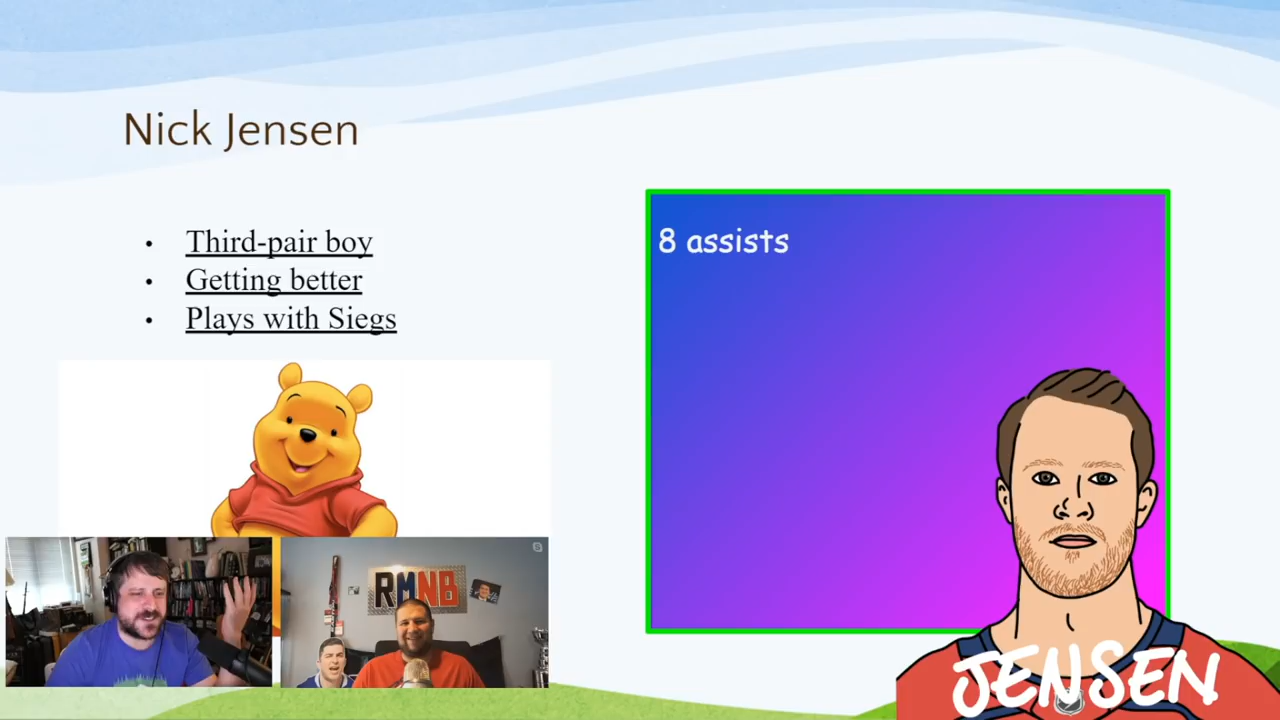 Nick Jensen
Third-pair boy
Getting better
Plays with Siegs
8 assists
RMNB
JENSEN